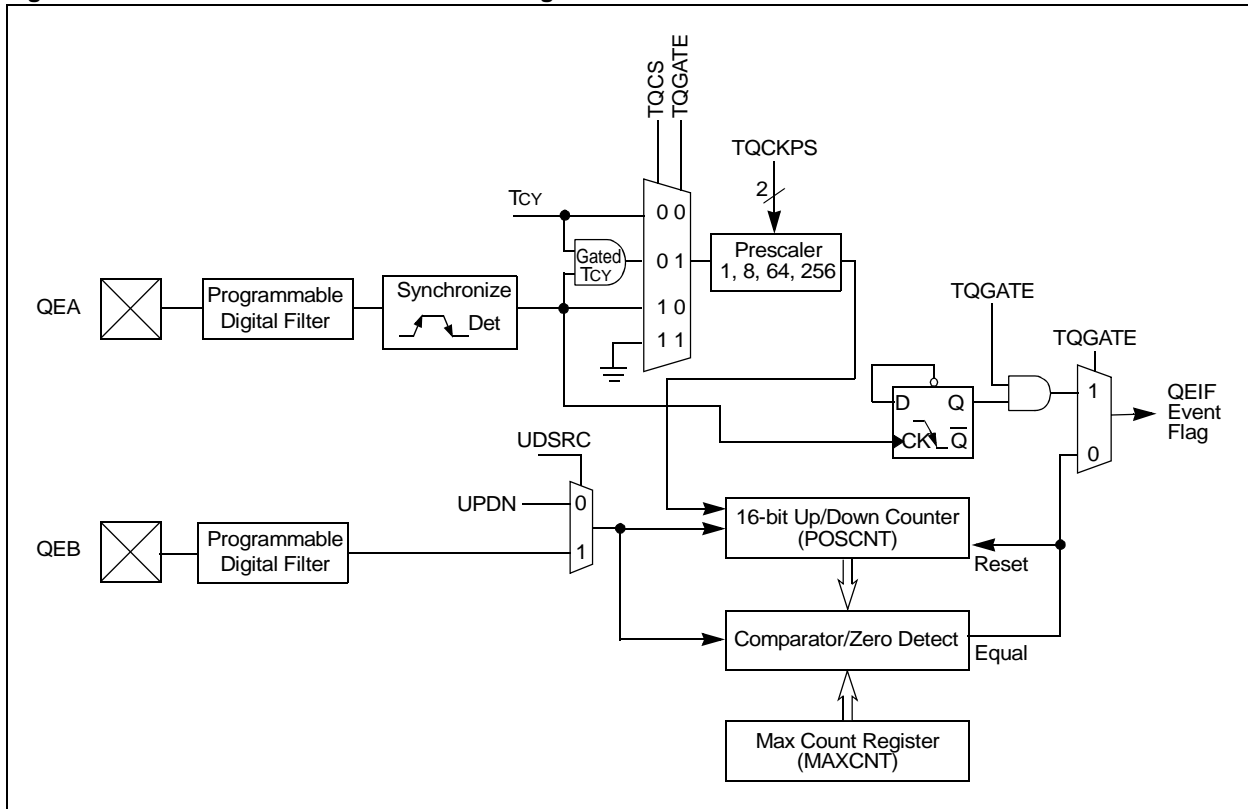 TQCS
TQGATE
TQCKPS
2
TCY
0 0
Gated
TCY
0 1
Prescaler
1, 8, 64, 256
QEA
Programmable
Digital Filter
Synchronize
Det
1 0
1 1
TQGATE
TQGATE
D Q
CK Q
1
0
QEIF
Event
Flag
UDSRC
UPDN
0
1
QEB
Programmable
Digital Filter
16-bit Up/Down Counter
(POSCNT)
Reset
Comparator/Zero Detect
Equal
Max Count Register
(MAXCNT)